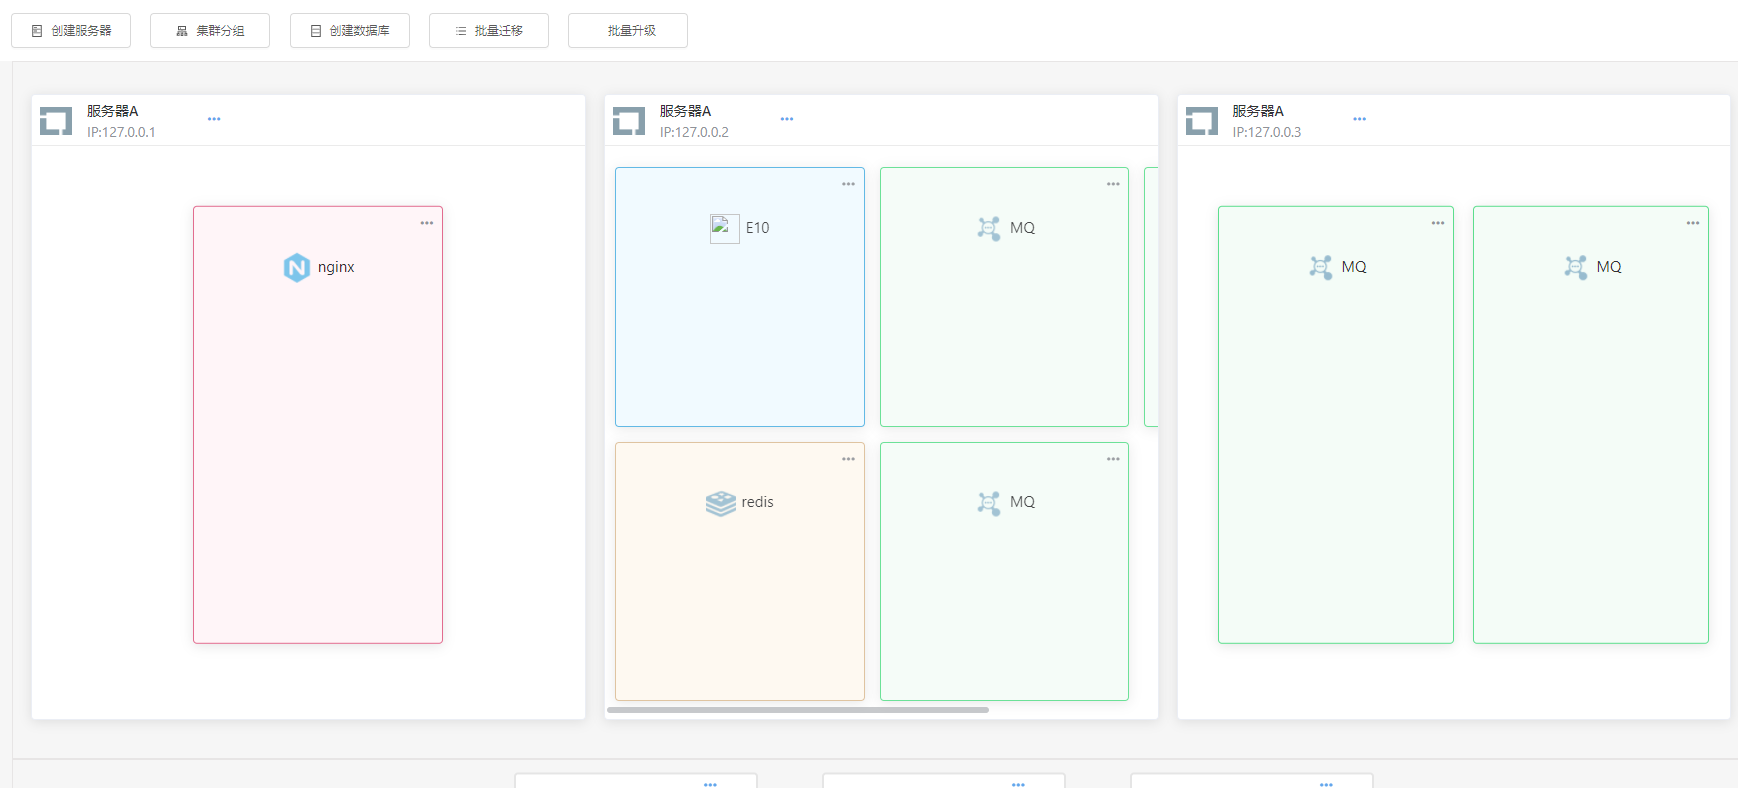 创建服务器
集群分组
创建数据库
批量迁移
批量升级
服务器A
IP:127.0.0.1
服务器A
IP:127.0.0.2
服务器A
IP:127.0.0.3
nginx
E10
MQ
redis
MQ
MQ
MQ